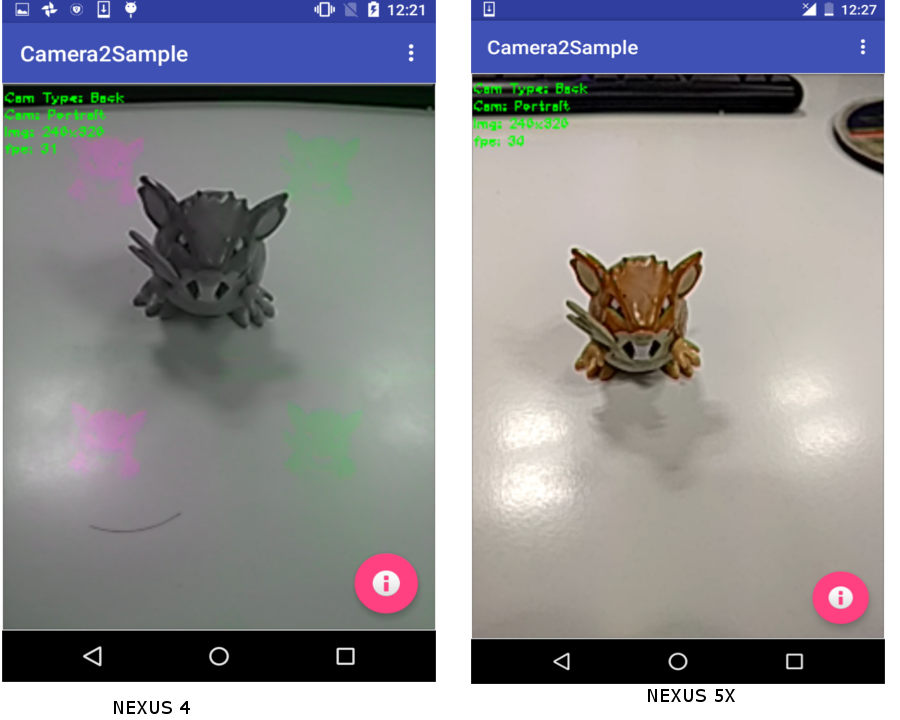 12:21
Camera2Sample
Cam Type: Back
Cam: Portrait
Img: 240x320
fps: 31
NEXUS 4
12:27
Camera2Sample
Cam Type: Back
Cam: Portrait
Img: 240x320
fps: 30
NEXUS 5X